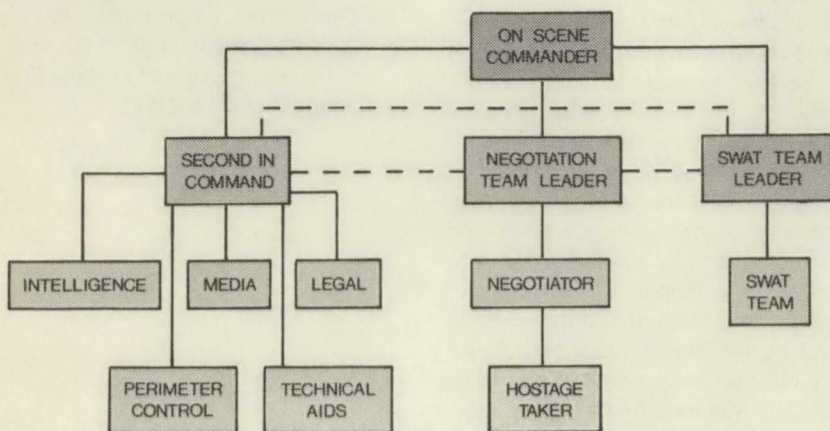 ON SCENE
COMMANDER
SECOND IN
COMMAND
NEGOTIATION
TEAM LEADER
SWAT TEAM
LEADER
INTELLIGENCE
MEDIA
LEGAL
NEGOTIATOR
SWAT
TEAM
PERIMETER
CONTROL
TECHNICAL
AIDS
HOSTAGE
TAKER